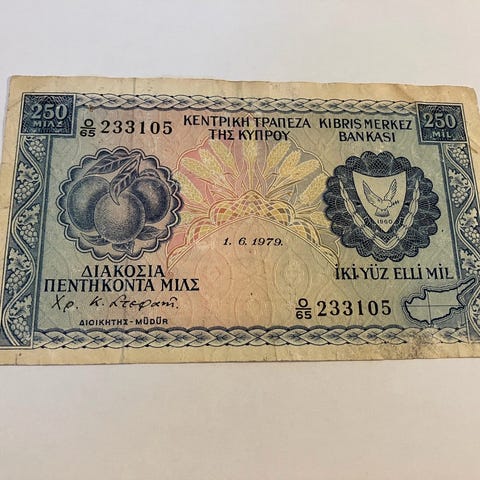 250
ΜΙΛΣ
O/65 233105
ΚΕΝΤΡΙΚΗ ΤΡΑΠΕΖΑ
ΤΗΣ ΚΥΠΡΟΥ
KIBRIS MERKEZ
BANKASI
250
MİL
1960
1. 6. 1979.
ΔΙΑΚΟΣΙΑ
ΠΕΝΤΗΚΟΝΤΑ ΜΙΛΣ
İKİ YÜZ ELLİ MİL
O/65 233105
ΔΙΟΙΚΗΤΗΣ - MÜDÜR